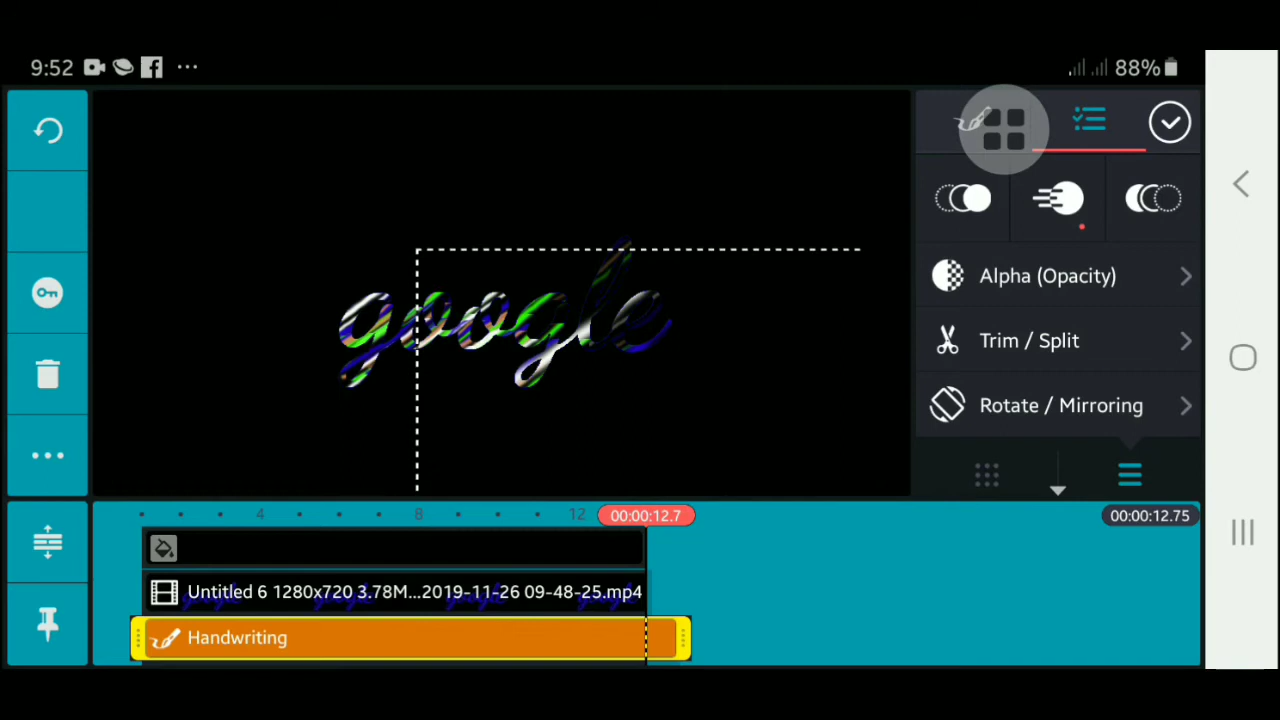 9:52
88%
google
Alpha (Opacity)
Trim / Split
Rotate / Mirroring
4 8 12 00:00:12.7 00:00:12.75
Untitled 6 1280x720 3.78M...2019-11-26 09-48-25.mp4
Handwriting